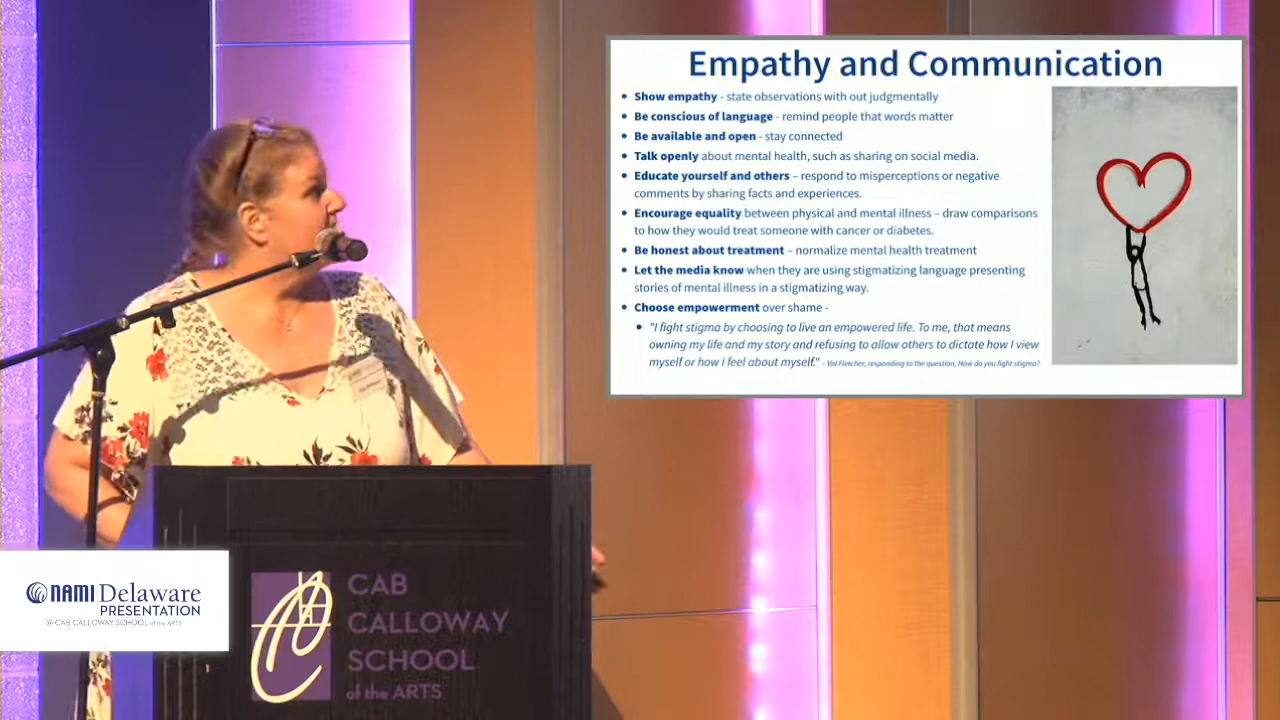 Empathy and Communication
• Show empathy - state observations with out judgmentally
• Be conscious of language - remind people that words matter
• Be available and open - stay connected
• Talk openly about mental health, such as sharing on social media.
• Educate yourself and others – respond to misperceptions or negative
comments by sharing facts and experiences.
• Encourage equality between physical and mental illness – draw comparisons
to how they would treat someone with cancer or diabetes.
• Be honest about treatment – normalize mental health treatment
• Let the media know when they are using stigmatizing language presenting
stories of mental illness in a stigmatizing way.
• Choose empowerment over shame -
• "I fight stigma by choosing to live an empowered life. To me, that means
owning my life and my story and refusing to allow others to dictate how I view
myself or how I feel about myself." - Val Fletcher, responding to the question, How do you fight stigma?
NAMI Delaware
PRESENTATION
@ CAB CALLOWAY SCHOOL of the ARTS
CAB
CALLOWAY
SCHOOL
of the ARTS